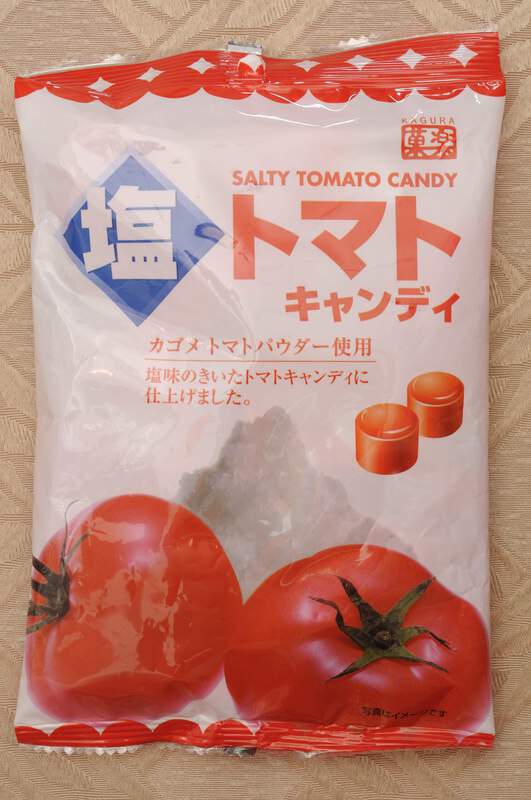 KAGURA
菓楽
SALTY TOMATO CANDY
塩
トマト
キャンディ
カゴメトマトパウダー使用
塩味のきいたトマトキャンディに
仕上げました。
写真はイメージです